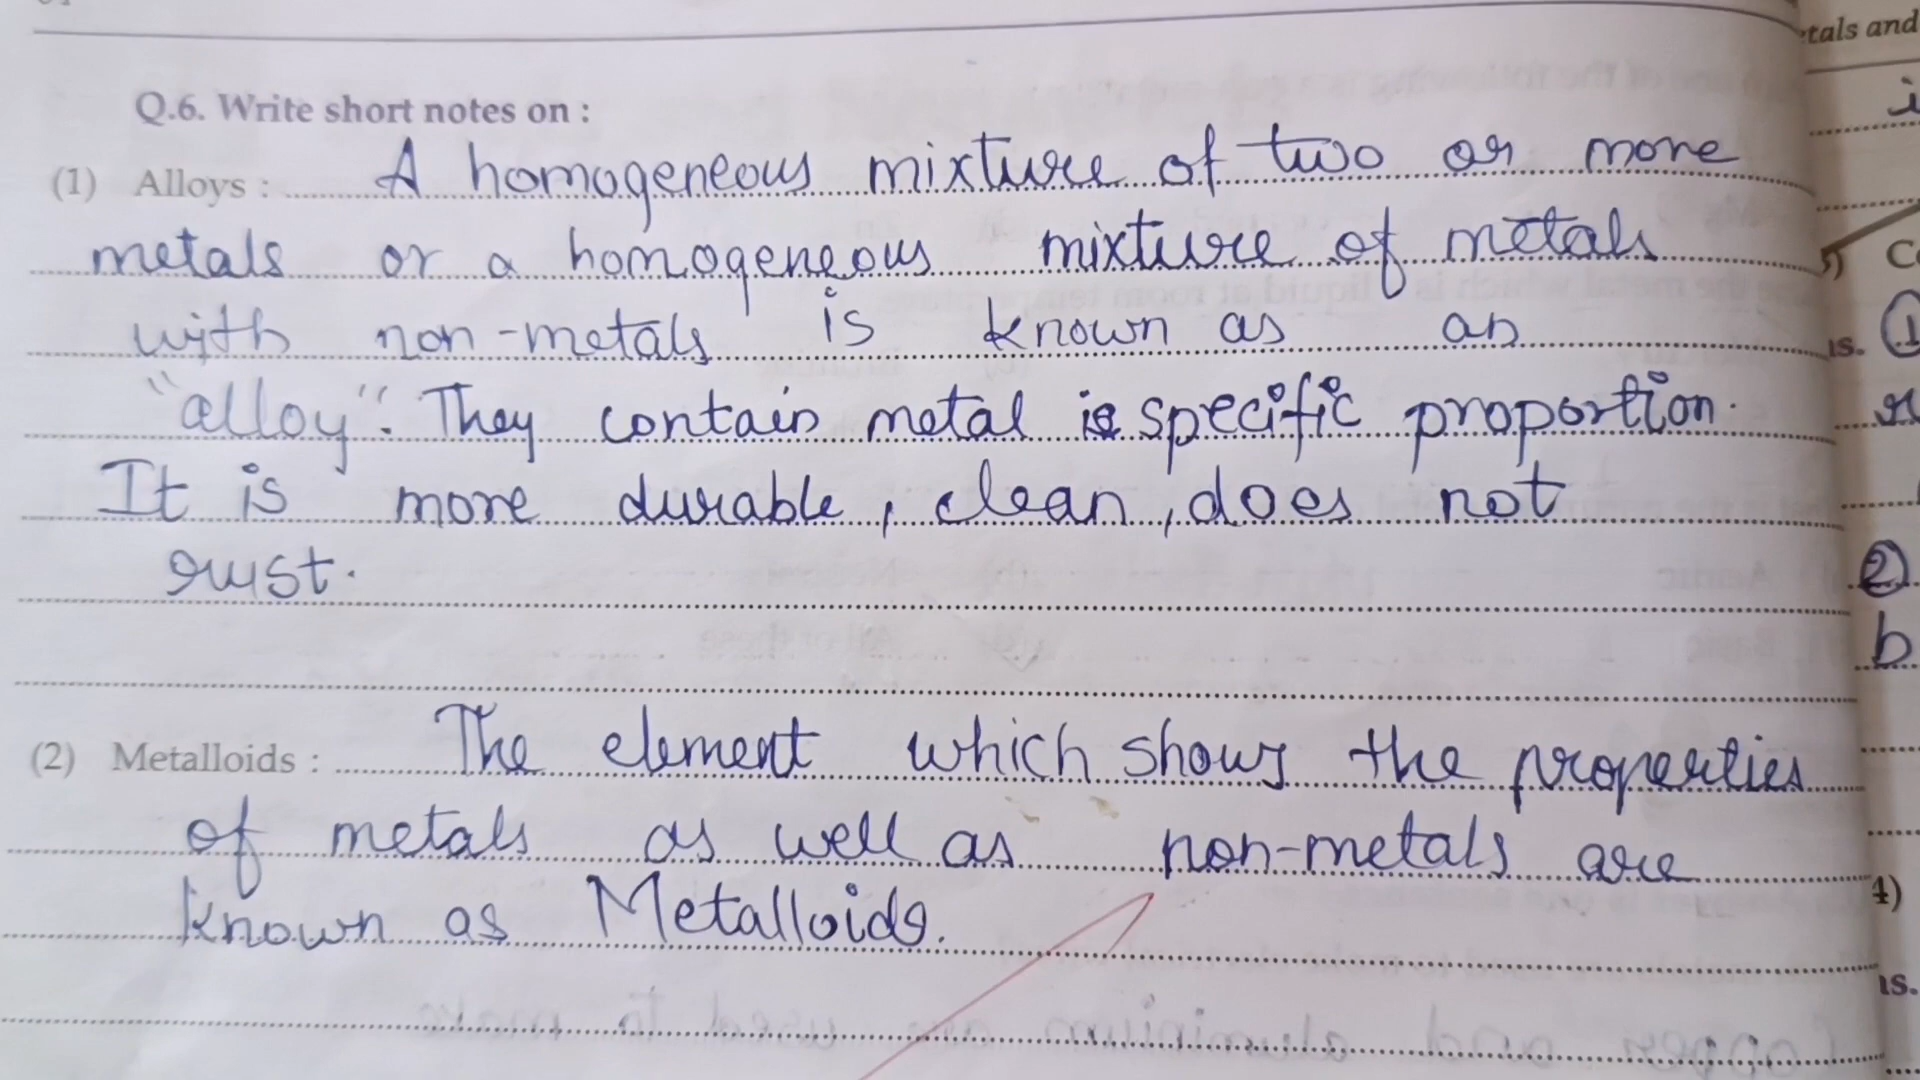 tals and
Q.6. Write short notes on :
(1) Alloys : A homogeneous mixture of two or more
metals or a homogeneous mixture of metals
with non-metals is known as an
"alloy". They contain metal is specific proportion.
It is more durable, clean, does not
rust.
(2) Metalloids : The element which shows the properties
of metals as well as non-metals are
known as Metalloids.